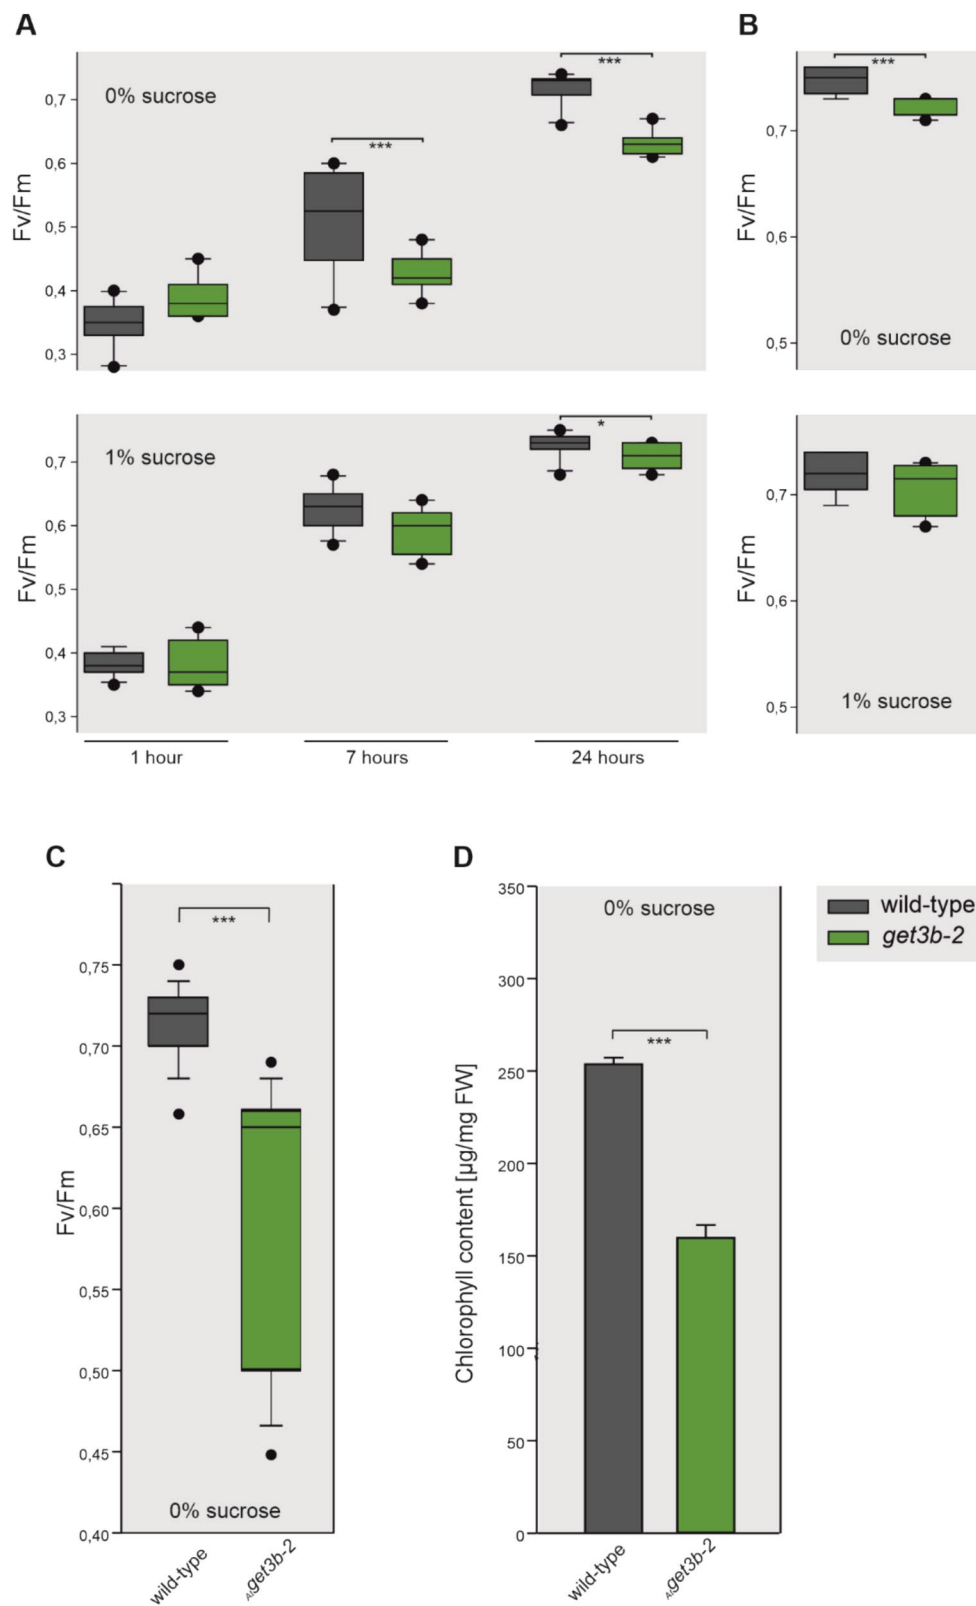 A
B
0% sucrose
***
***
Fv/Fm
0,7
0,6
0,5
0,4
0,3
***
Fv/Fm
0,7
0,6
0,5
0% sucrose
1% sucrose
*
Fv/Fm
0,7
0,6
0,5
0,4
0,3
1 hour
7 hours
24 hours
Fv/Fm
0,7
0,6
0,5
1% sucrose
C
D
***
Fv/Fm
0,75
0,70
0,65
0,60
0,55
0,50
0,45
0,40
0% sucrose
wild-type
Atget3b-2
0% sucrose
***
Chlorophyll content [µg/mg FW]
350
300
250
200
150
100
50
0
wild-type
Atget3b-2
wild-type
get3b-2